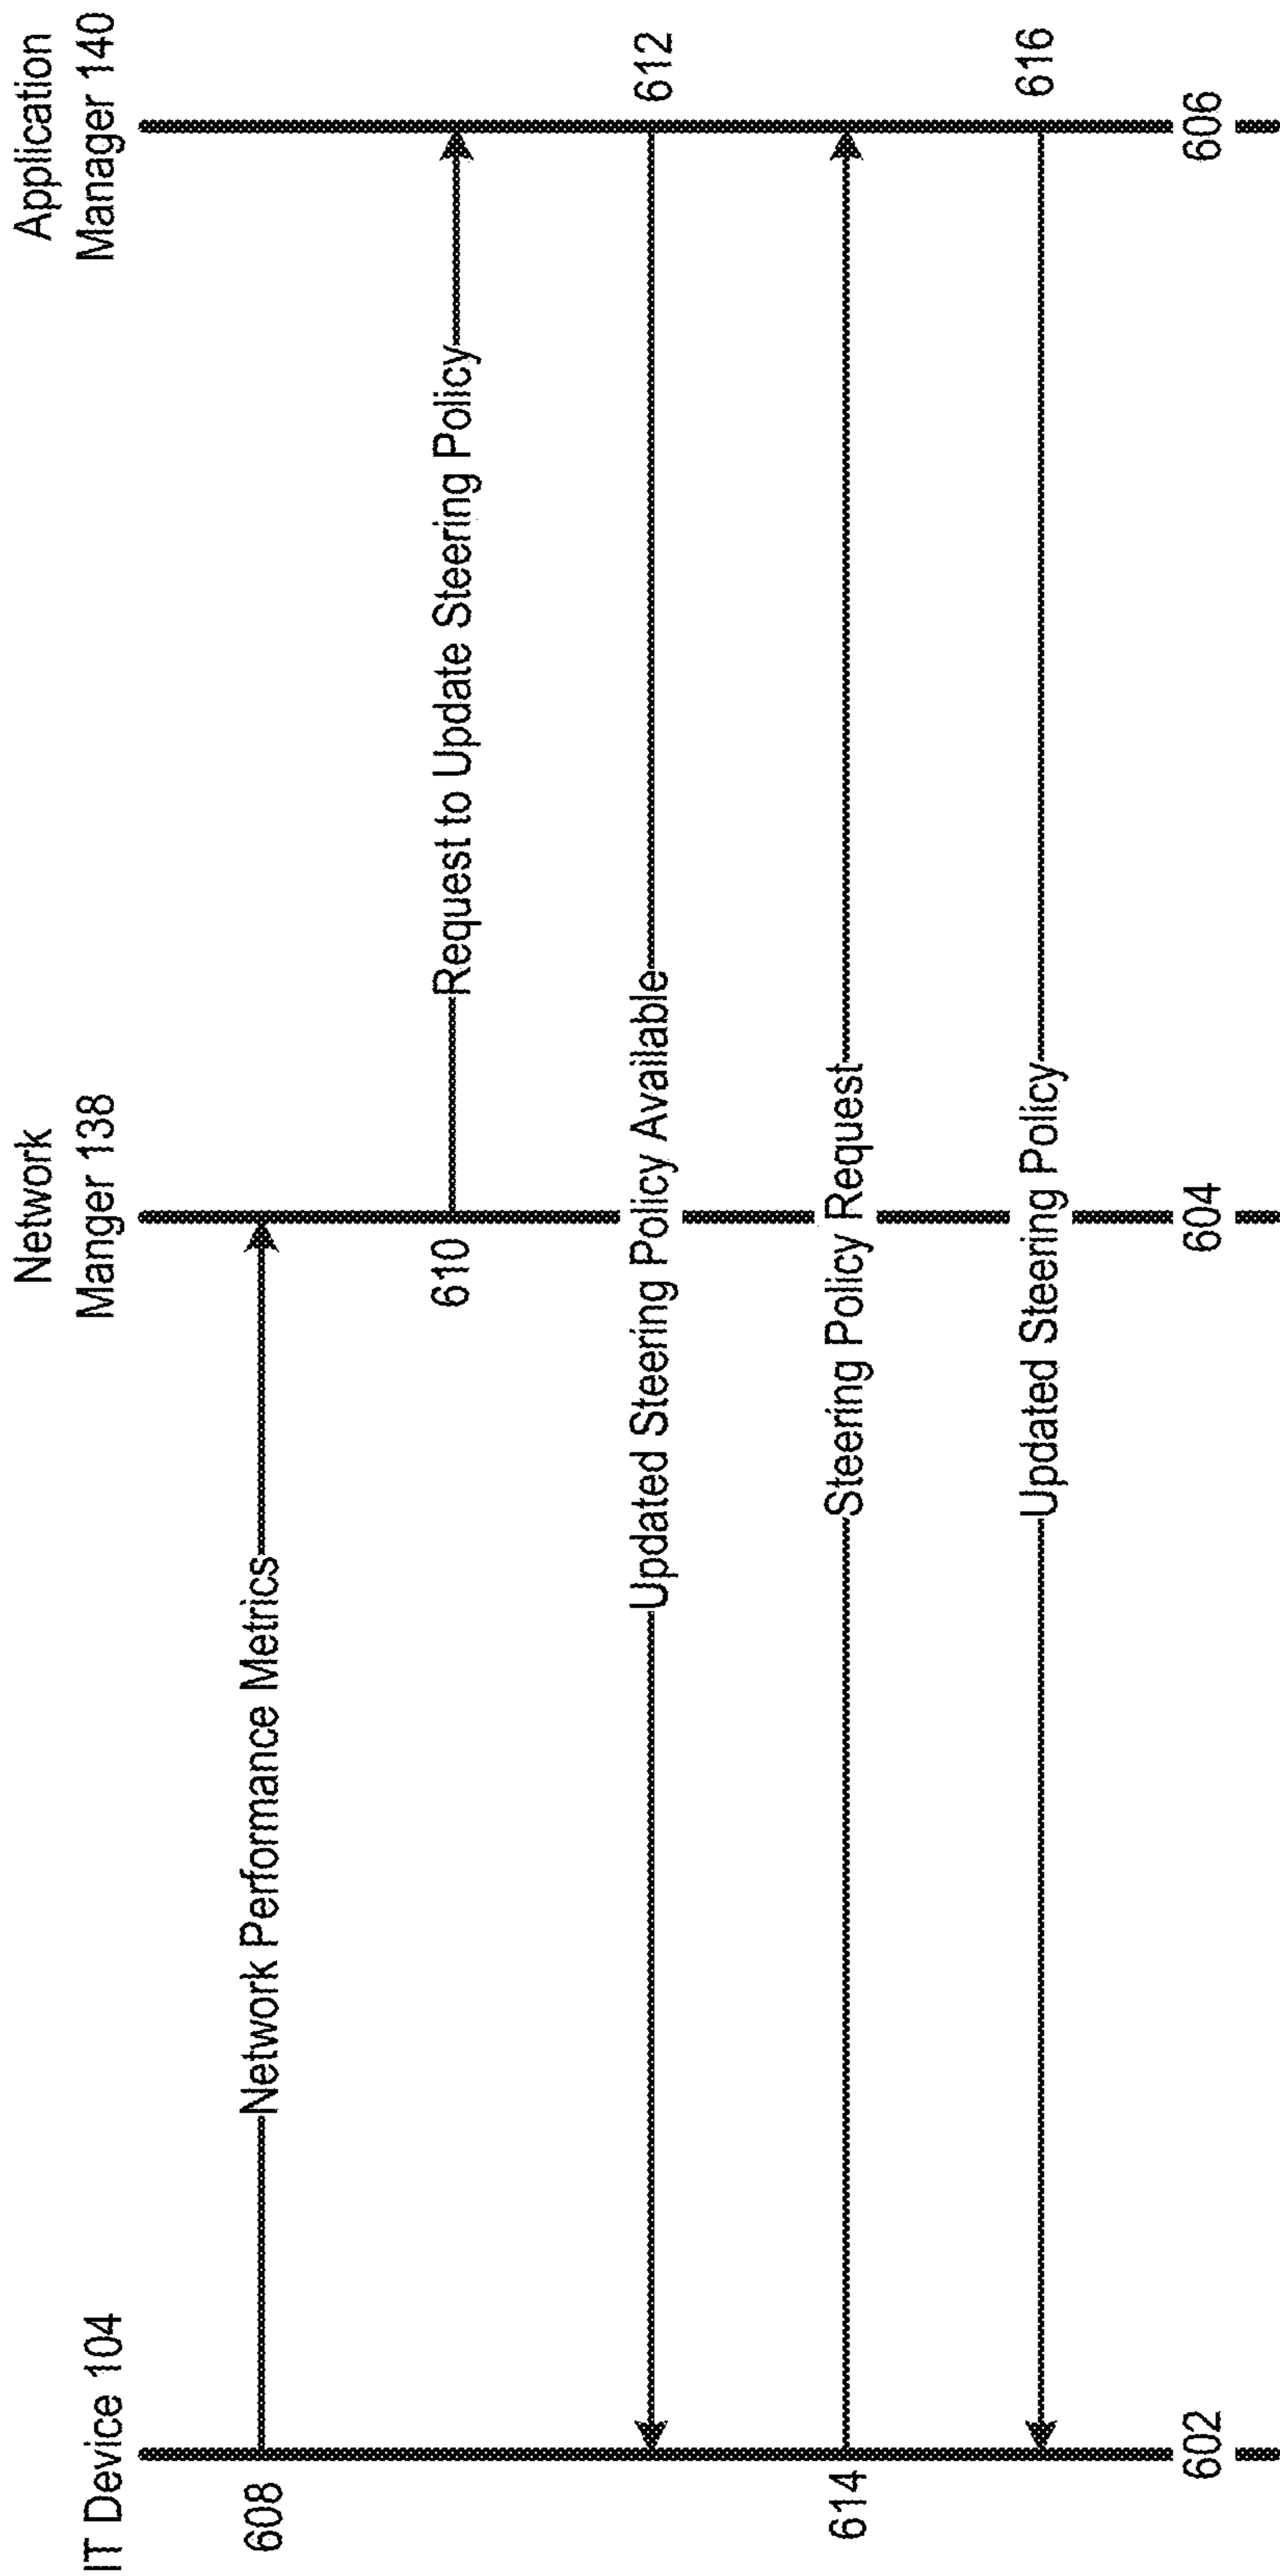 IT Device 104
Network
Manger 138
Application
Manager 140
608
Network Performance Metrics
610
Request to Update Steering Policy
Updated Steering Policy Available
612
614
Steering Policy Request
Updated Steering Policy
616
602
604
606